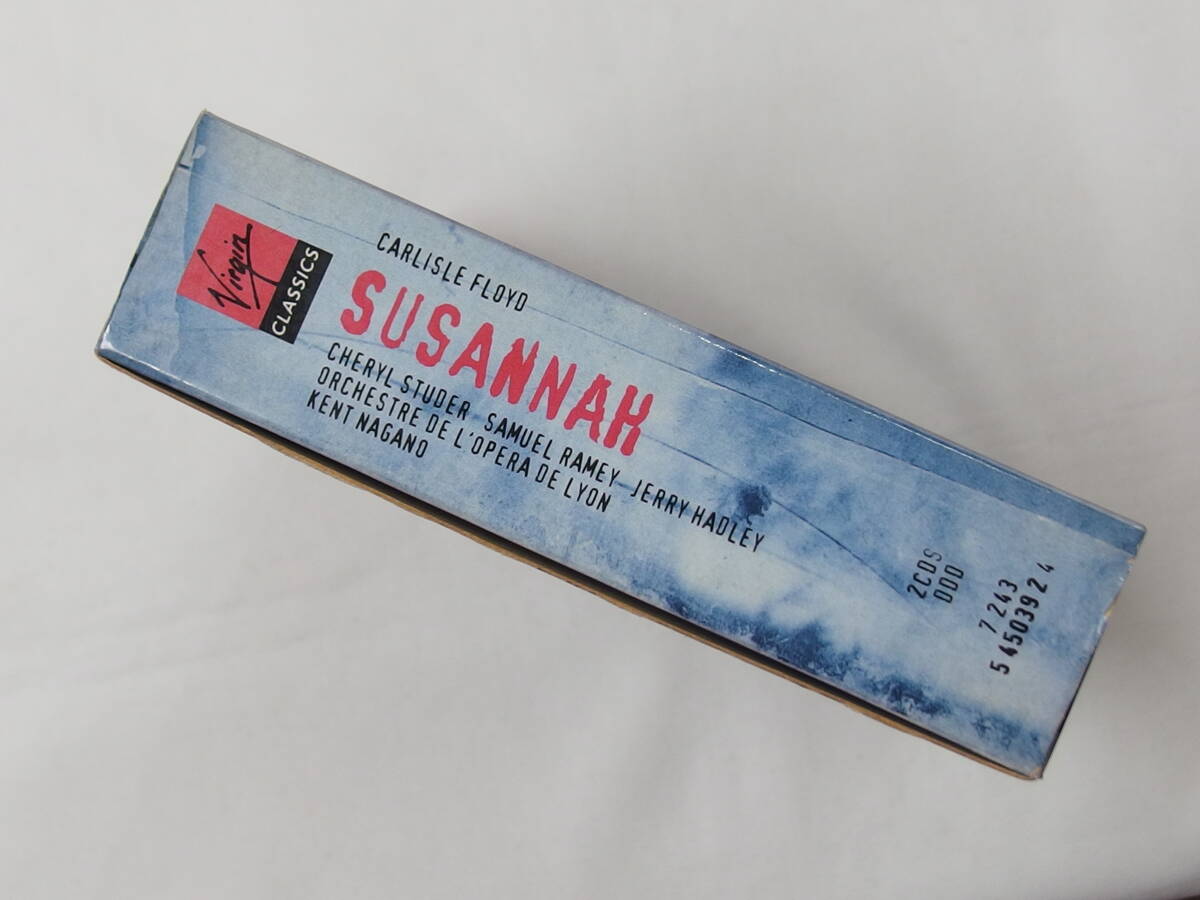 Virgin
CLASSICS
CARLISLE FLOYD
SUSANNAH
CHERYL STUDER SAMUEL RAMEY JERRY HADLEY
ORCHESTRE DE L'OPERA DE LYON
KENT NAGANO
2CDS
DDD
7243
5 45039 2 4